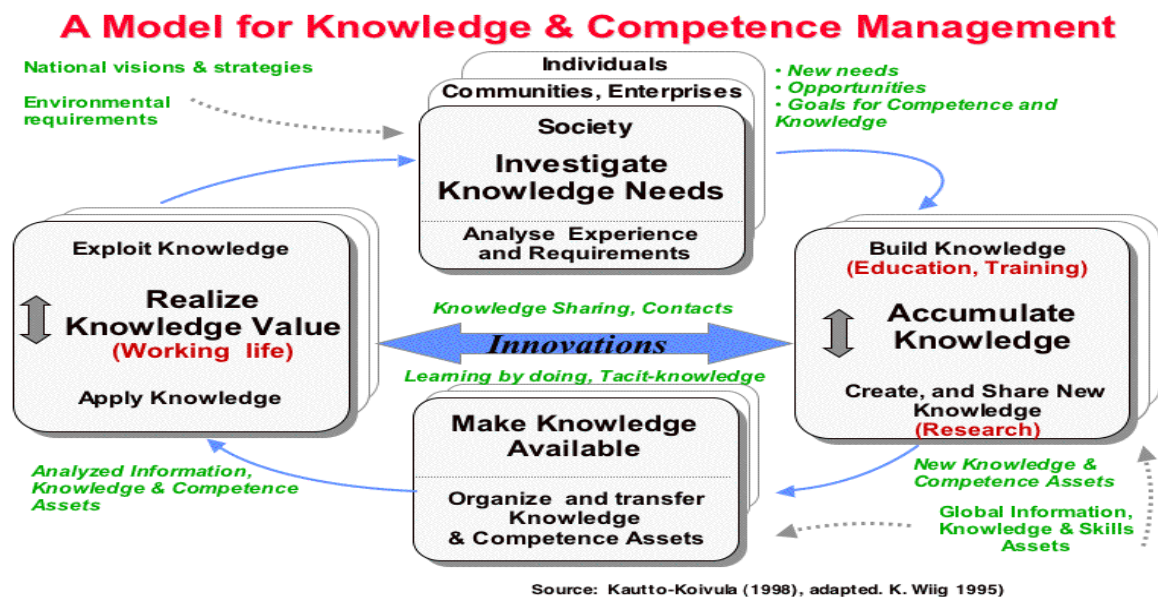 A Model for Knowledge & Competence Management
National visions & strategies
Environmental
requirements
Individuals
Communities, Enterprises
Society
Investigate
Knowledge Needs
Analyse Experience
and Requirements
• New needs
• Opportunities
• Goals for Competence and
Knowledge
Exploit Knowledge
Realize
Knowledge Value
(Working life)
Apply Knowledge
Knowledge Sharing, Contacts
Innovations
Learning by doing, Tacit-knowledge
Build Knowledge
(Education, Training)
Accumulate
Knowledge
Create, and Share New
Knowledge
(Research)
Make Knowledge
Available
Organize and transfer
Knowledge
& Competence Assets
Analyzed Information,
Knowledge & Competence
Assets
New Knowledge &
Competence Assets
Global Information,
Knowledge & Skills
Assets
Source: Kautto-Koivula (1998), adapted. K. Wiig 1995)